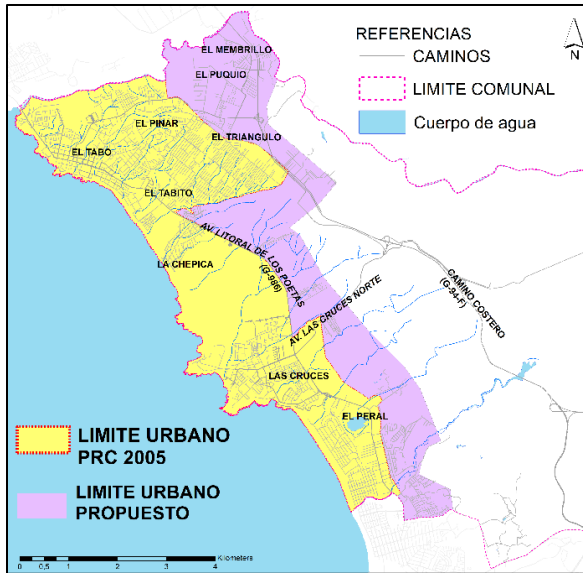 REFERENCIAS
CAMINOS
LIMITE COMUNAL
Cuerpo de agua
N
EL MEMBRILLO
EL PUQUIO
EL PINAR
EL TRIANGULO
EL TABO
EL TABITO
LA CHEPICA
AV. LITORAL DE LOS POETAS
(G-986)
AV. LAS CRUCES NORTE
CAMINO COSTERO
(G-94-F)
LAS CRUCES
EL PERAL
LIMITE URBANO
PRC 2005
LIMITE URBANO
PROPUESTO
Kilometers
0 0,5 1 2 3 4